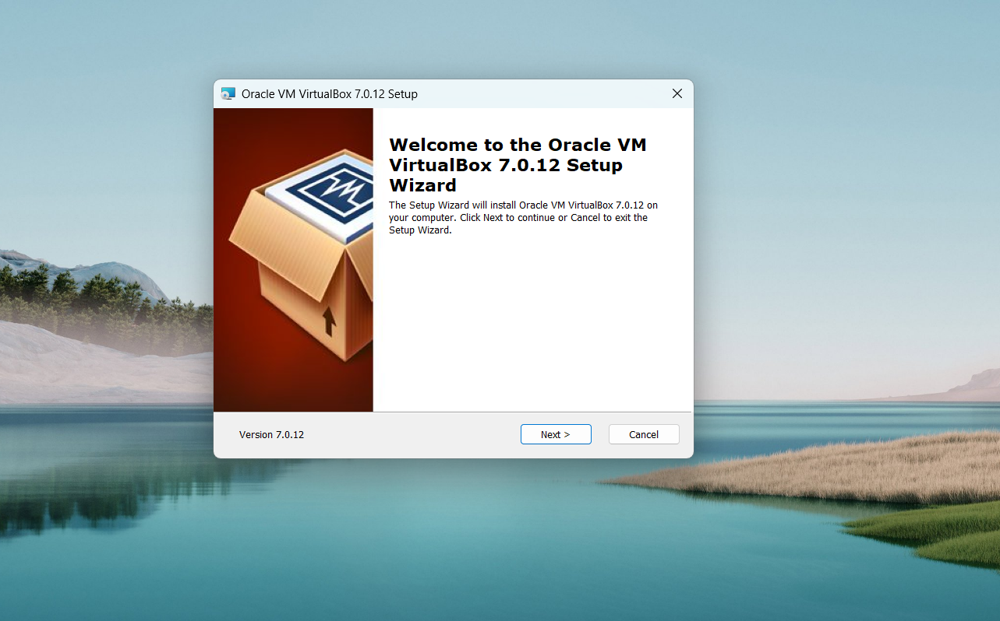 Oracle VM VirtualBox 7.0.12 Setup
Welcome to the Oracle VM
VirtualBox 7.0.12 Setup
Wizard
The Setup Wizard will install Oracle VM VirtualBox 7.0.12 on
your computer. Click Next to continue or Cancel to exit the
Setup Wizard.
Version 7.0.12
Next >
Cancel